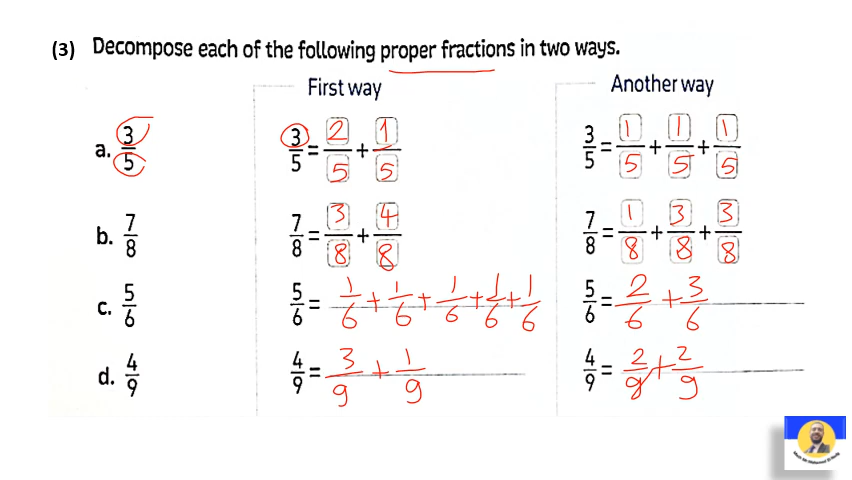 (3) Decompose each of the following proper fractions in two ways.
First way Another way
a. 3/5 3/5 = 2/5 + 1/5 3/5 = 1/5 + 1/5 + 1/5
b. 7/8 7/8 = 3/8 + 4/8 7/8 = 1/8 + 3/8 + 3/8
c. 5/6 5/6 = 1/6 + 1/6 + 1/6 + 1/6 + 1/6 5/6 = 2/6 + 3/6
d. 4/9 4/9 = 3/9 + 1/9 4/9 = 2/9 + 2/9